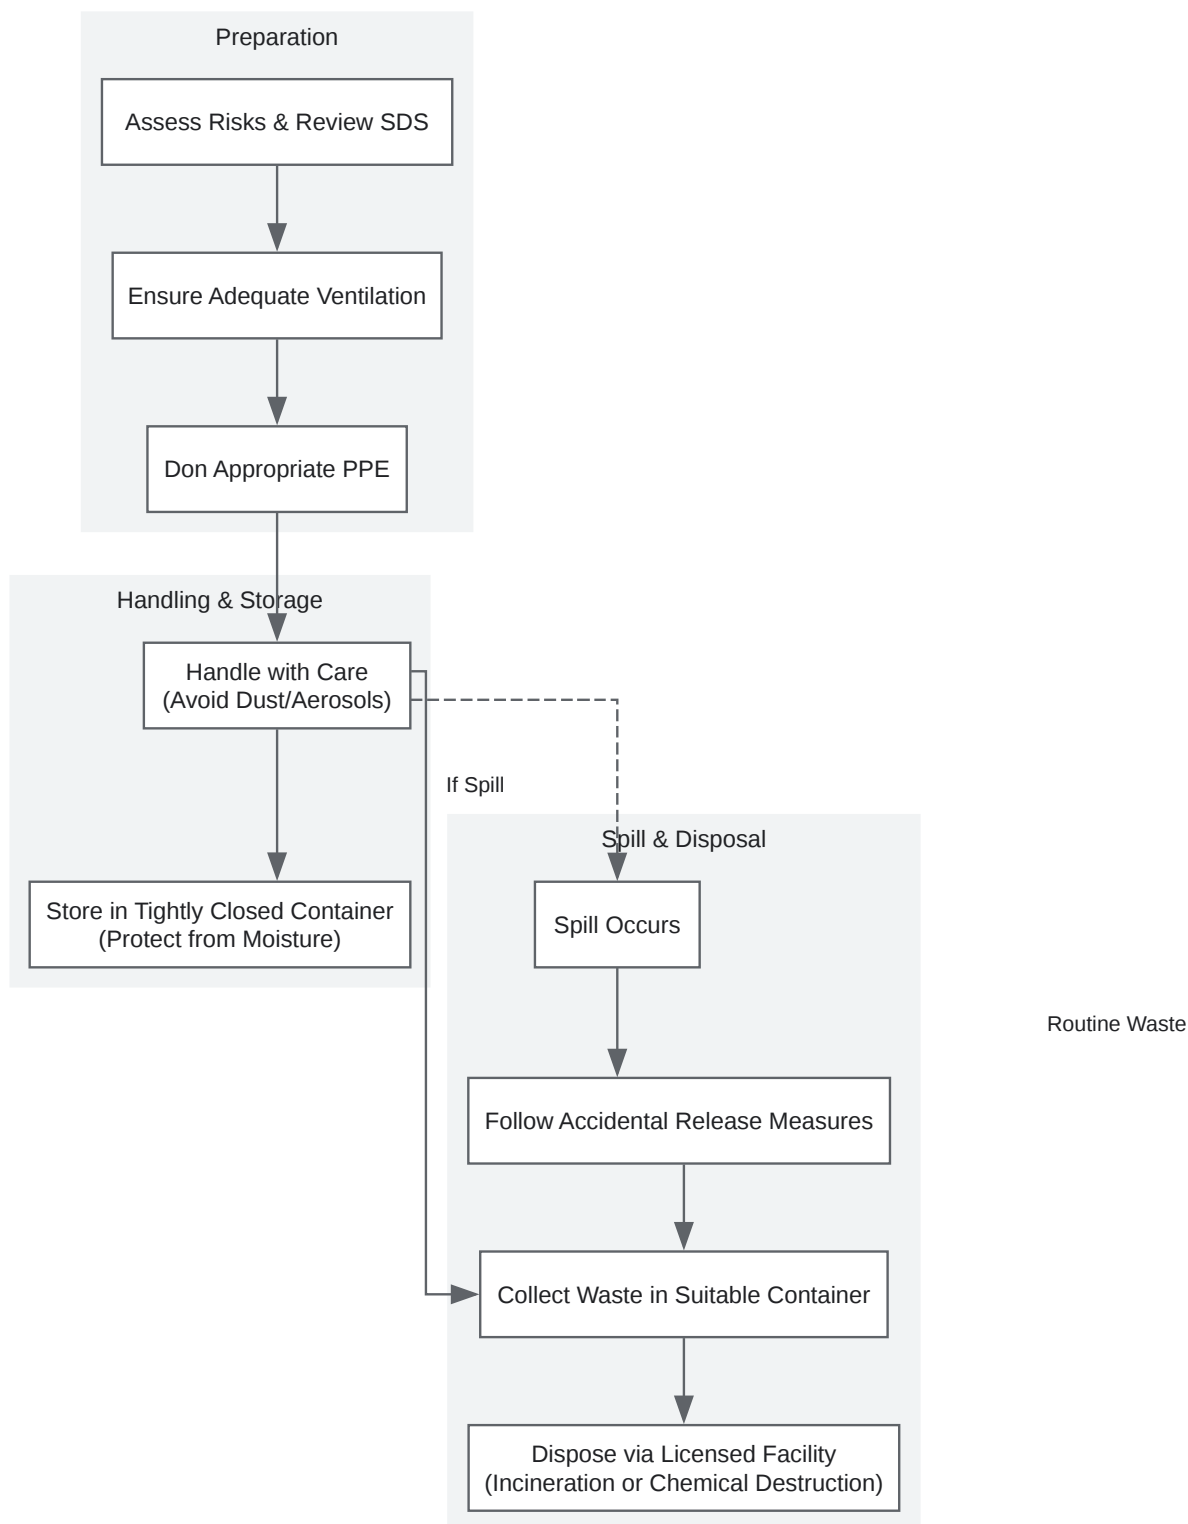 Preparation
Assess Risks & Review SDS
Ensure Adequate Ventilation
Don Appropriate PPE
Handling & Storage
Handle with Care
(Avoid Dust/Aerosols)
If Spill
Spill & Disposal
Store in Tightly Closed Container
(Protect from Moisture)
Spill Occurs
Routine Waste
Follow Accidental Release Measures
Collect Waste in Suitable Container
Dispose via Licensed Facility
(Incineration or Chemical Destruction)